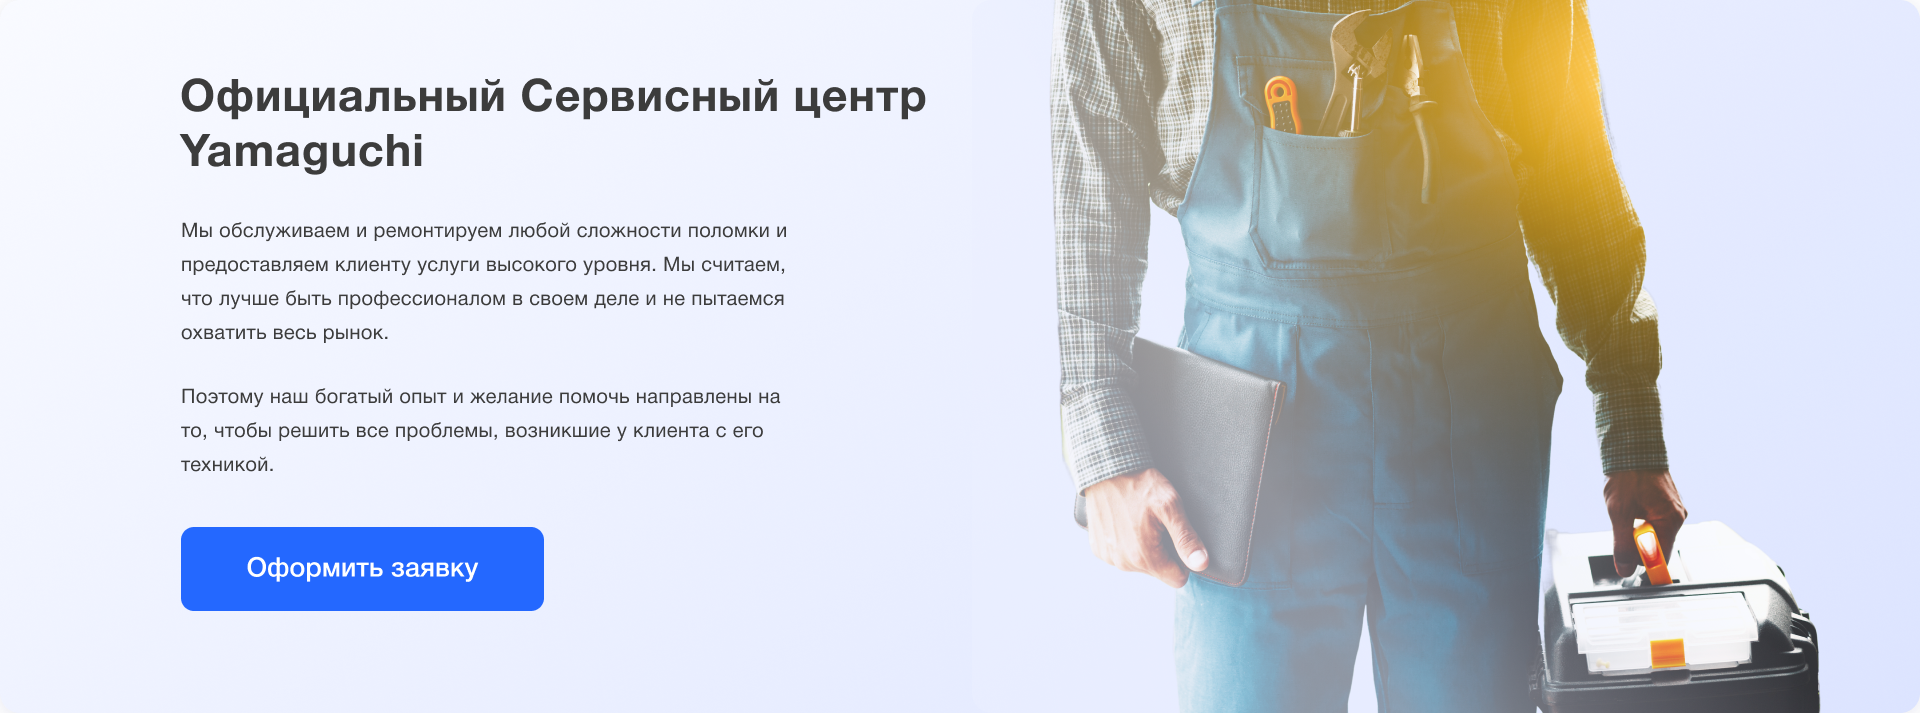 Официальный Сервисный центр
Yamaguchi
Мы обслуживаем и ремонтируем любой сложности поломки и
предоставляем клиенту услуги высокого уровня. Мы считаем,
что лучше быть профессионалом в своем деле и не пытаемся
охватить весь рынок.
Поэтому наш богатый опыт и желание помочь направлены на
то, чтобы решить все проблемы, возникшие у клиента с его
техникой.
Оформить заявку